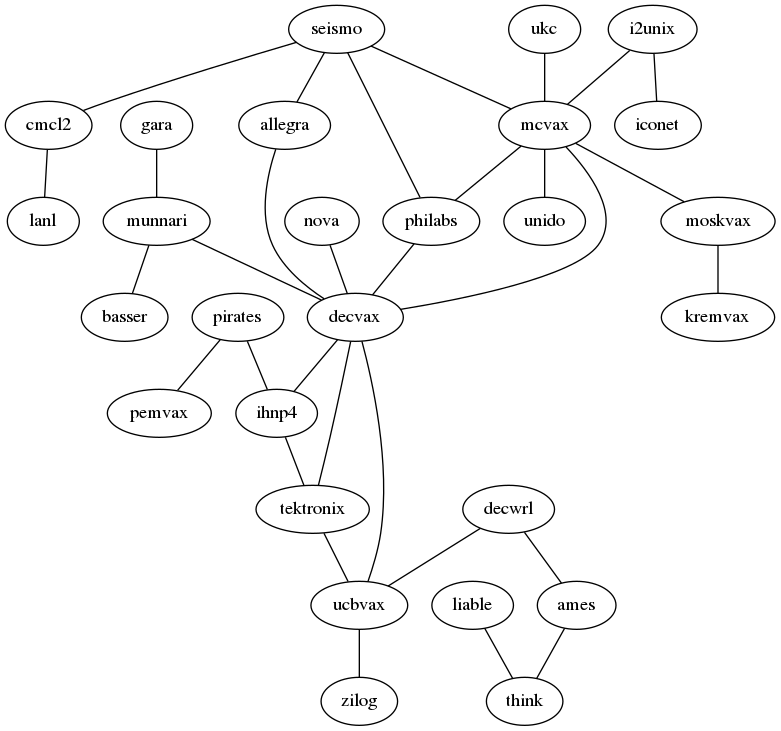 seismo ukc i2unix
cmcl2 gara allegra mcvax iconet
lanl munnari nova philabs unido moskvax
basser pirates decvax kremvax
pemvax ihnp4
tektronix decwrl
ucbvax liable ames
zilog think